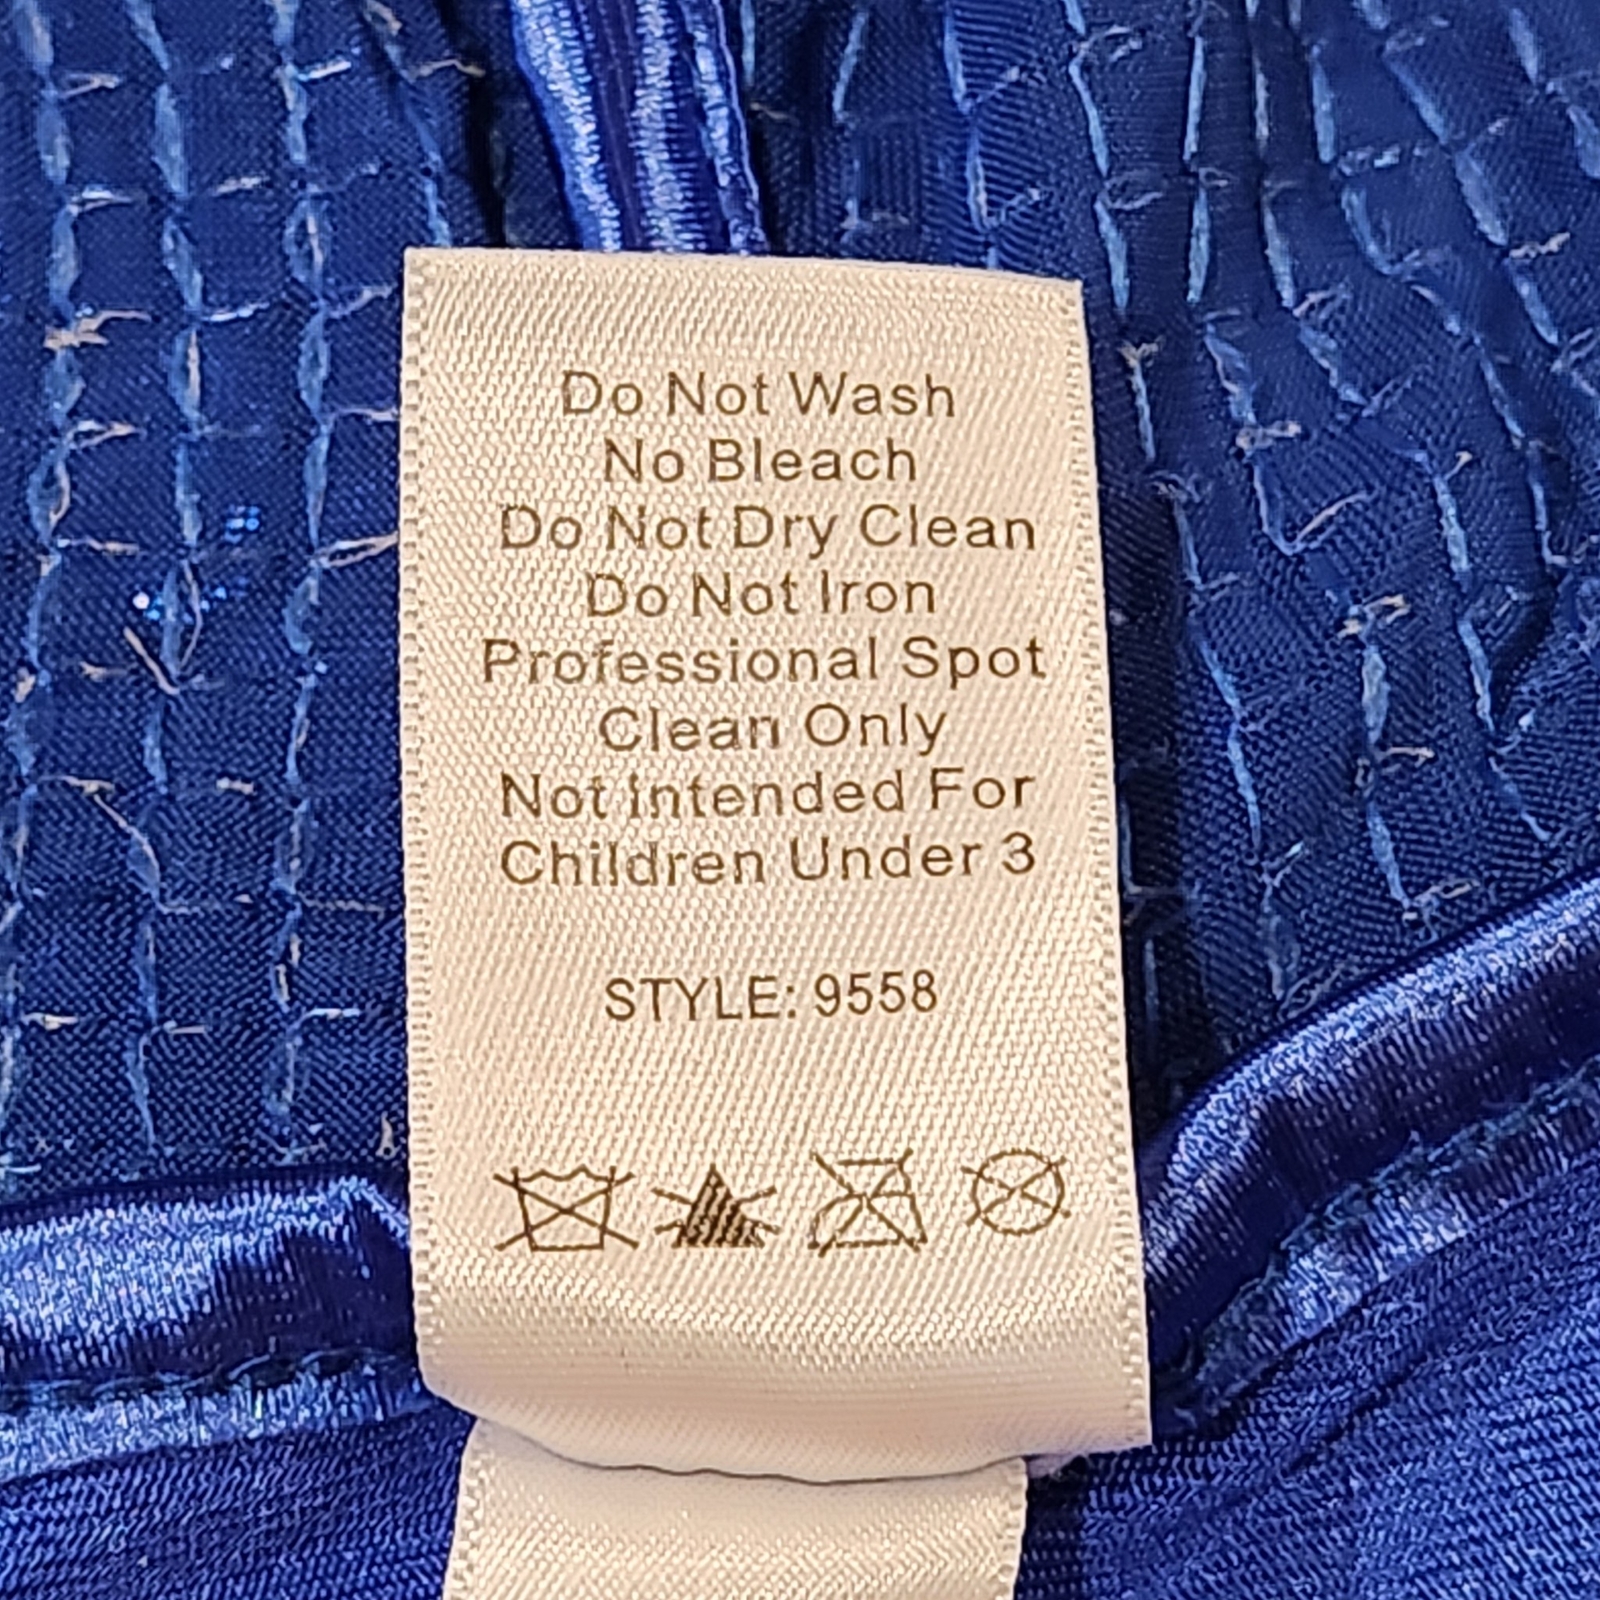 Do Not Wash
No Bleach
Do Not Dry Clean
Do Not Iron
Professional Spot
Clean Only
Not Intended For
Children Under 3
STYLE: 9558